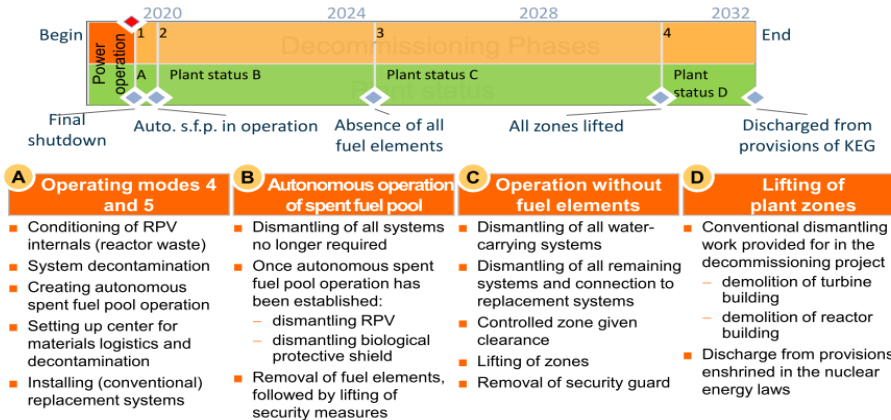 2020 2024 2028 2032
Begin 1 2 3 4 End
Decommissioning Phases
Power
operation
A Plant status B Plant status C Plant
status D
Plant status
Final
shutdown
Auto. s.f.p. in operation
Absence of all
fuel elements
All zones lifted
Discharged from
provisions of KEG
A Operating modes 4
and 5
Conditioning of RPV
internals (reactor waste)
System decontamination
Creating autonomous
spent fuel pool operation
Setting up center for
materials logistics and
decontamination
Installing (conventional)
replacement systems
B Autonomous operation
of spent fuel pool
Dismantling of all systems
no longer required
Once autonomous spent
fuel pool operation has
been established:
– dismantling RPV
– dismantling biological
protective shield
Removal of fuel elements,
followed by lifting of
security measures
C Operation without
fuel elements
Dismantling of all water-
carrying systems
Dismantling of all remaining
systems and connection to
replacement systems
Controlled zone given
clearance
Lifting of zones
Removal of security guard
D Lifting of
plant zones
Conventional dismantling
work provided for in the
decommissioning project
– demolition of turbine
building
– demolition of reactor
building
Discharge from provisions
enshrined in the nuclear
energy laws